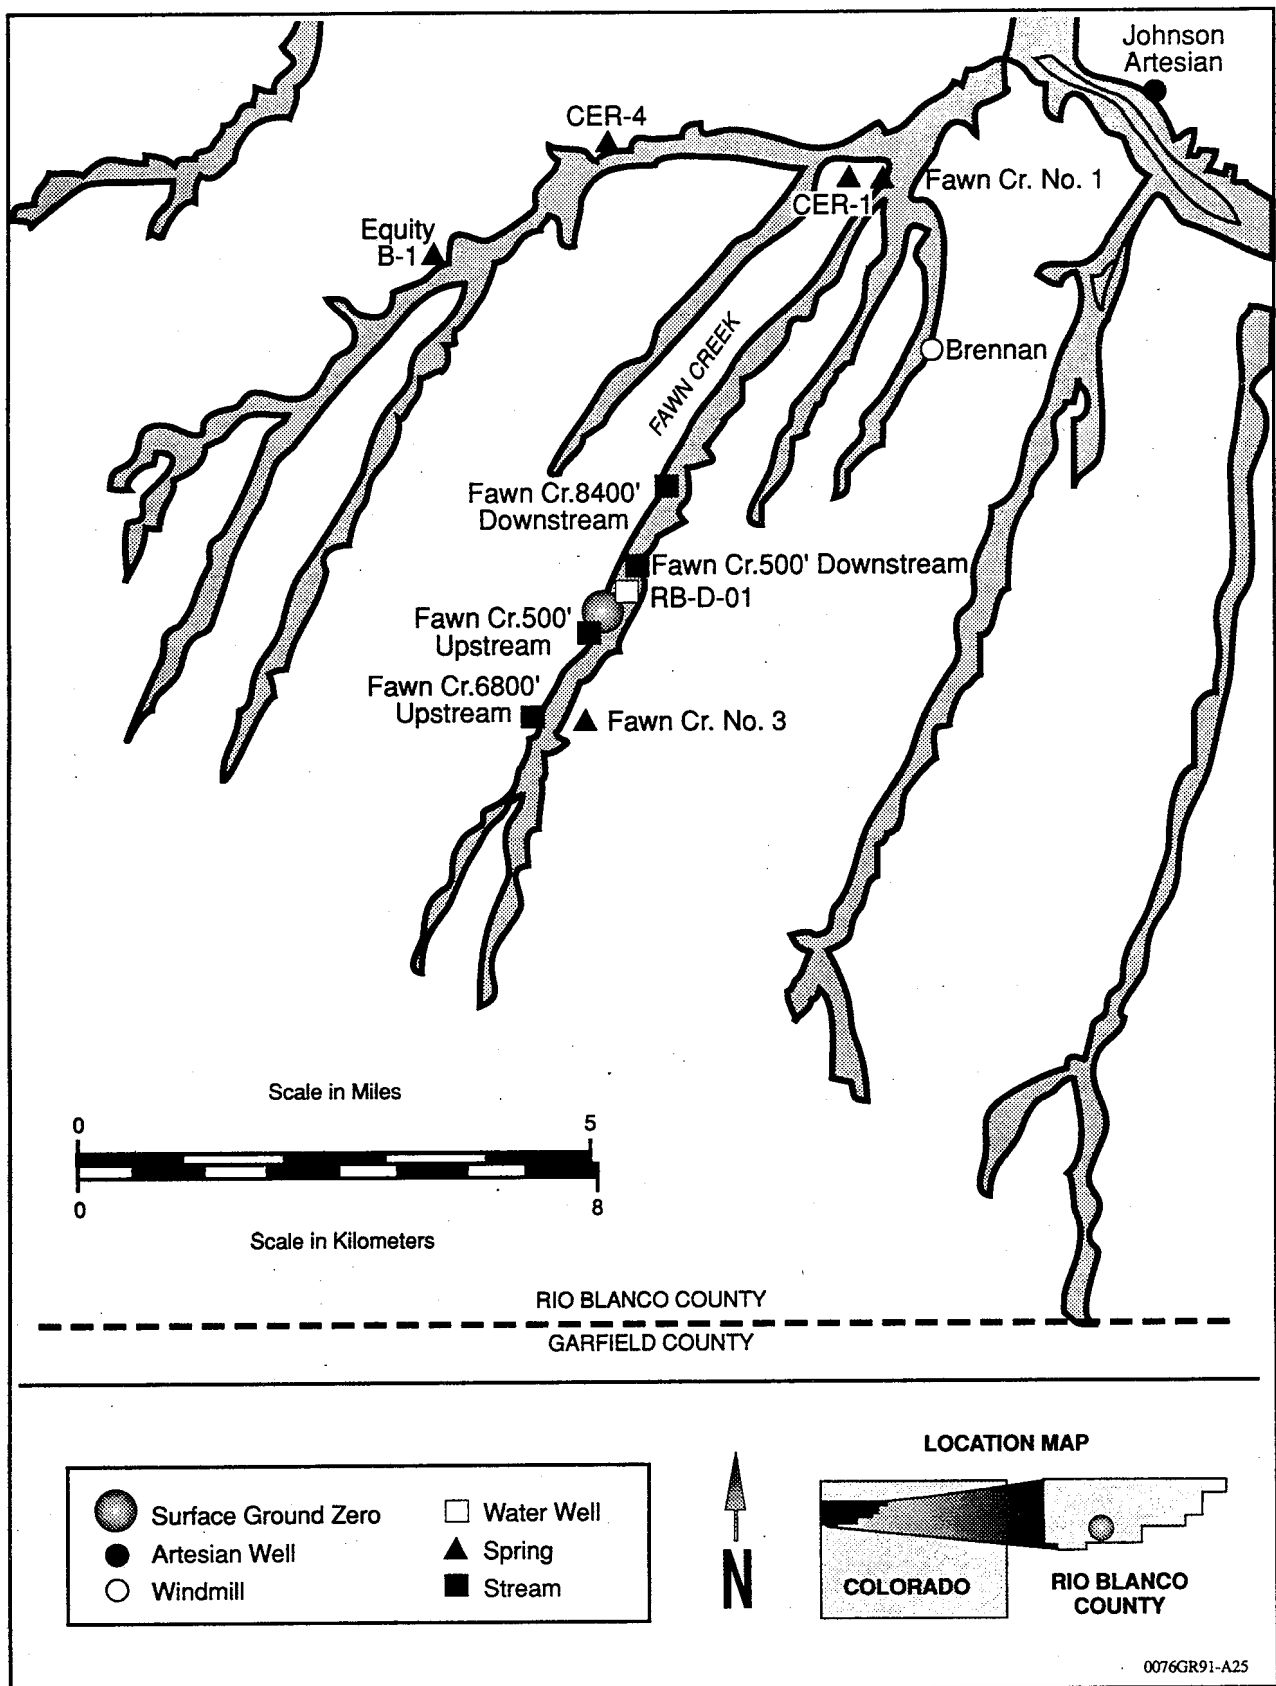 Johnson
Artesian
CER-4
Fawn Cr. No. 1
CER-1
Equity
B-1
FAWN CREEK
Brennan
Fawn Cr.8400'
Downstream
Fawn Cr.500' Downstream
RB-D-01
Fawn Cr.500'
Upstream
Fawn Cr.6800'
Upstream
Fawn Cr. No. 3
Scale in Miles
0 5
0 8
Scale in Kilometers
RIO BLANCO COUNTY
GARFIELD COUNTY
Surface Ground Zero
Artesian Well
Windmill
Water Well
Spring
Stream
N
LOCATION MAP
COLORADO
RIO BLANCO
COUNTY
0076GR91-A25